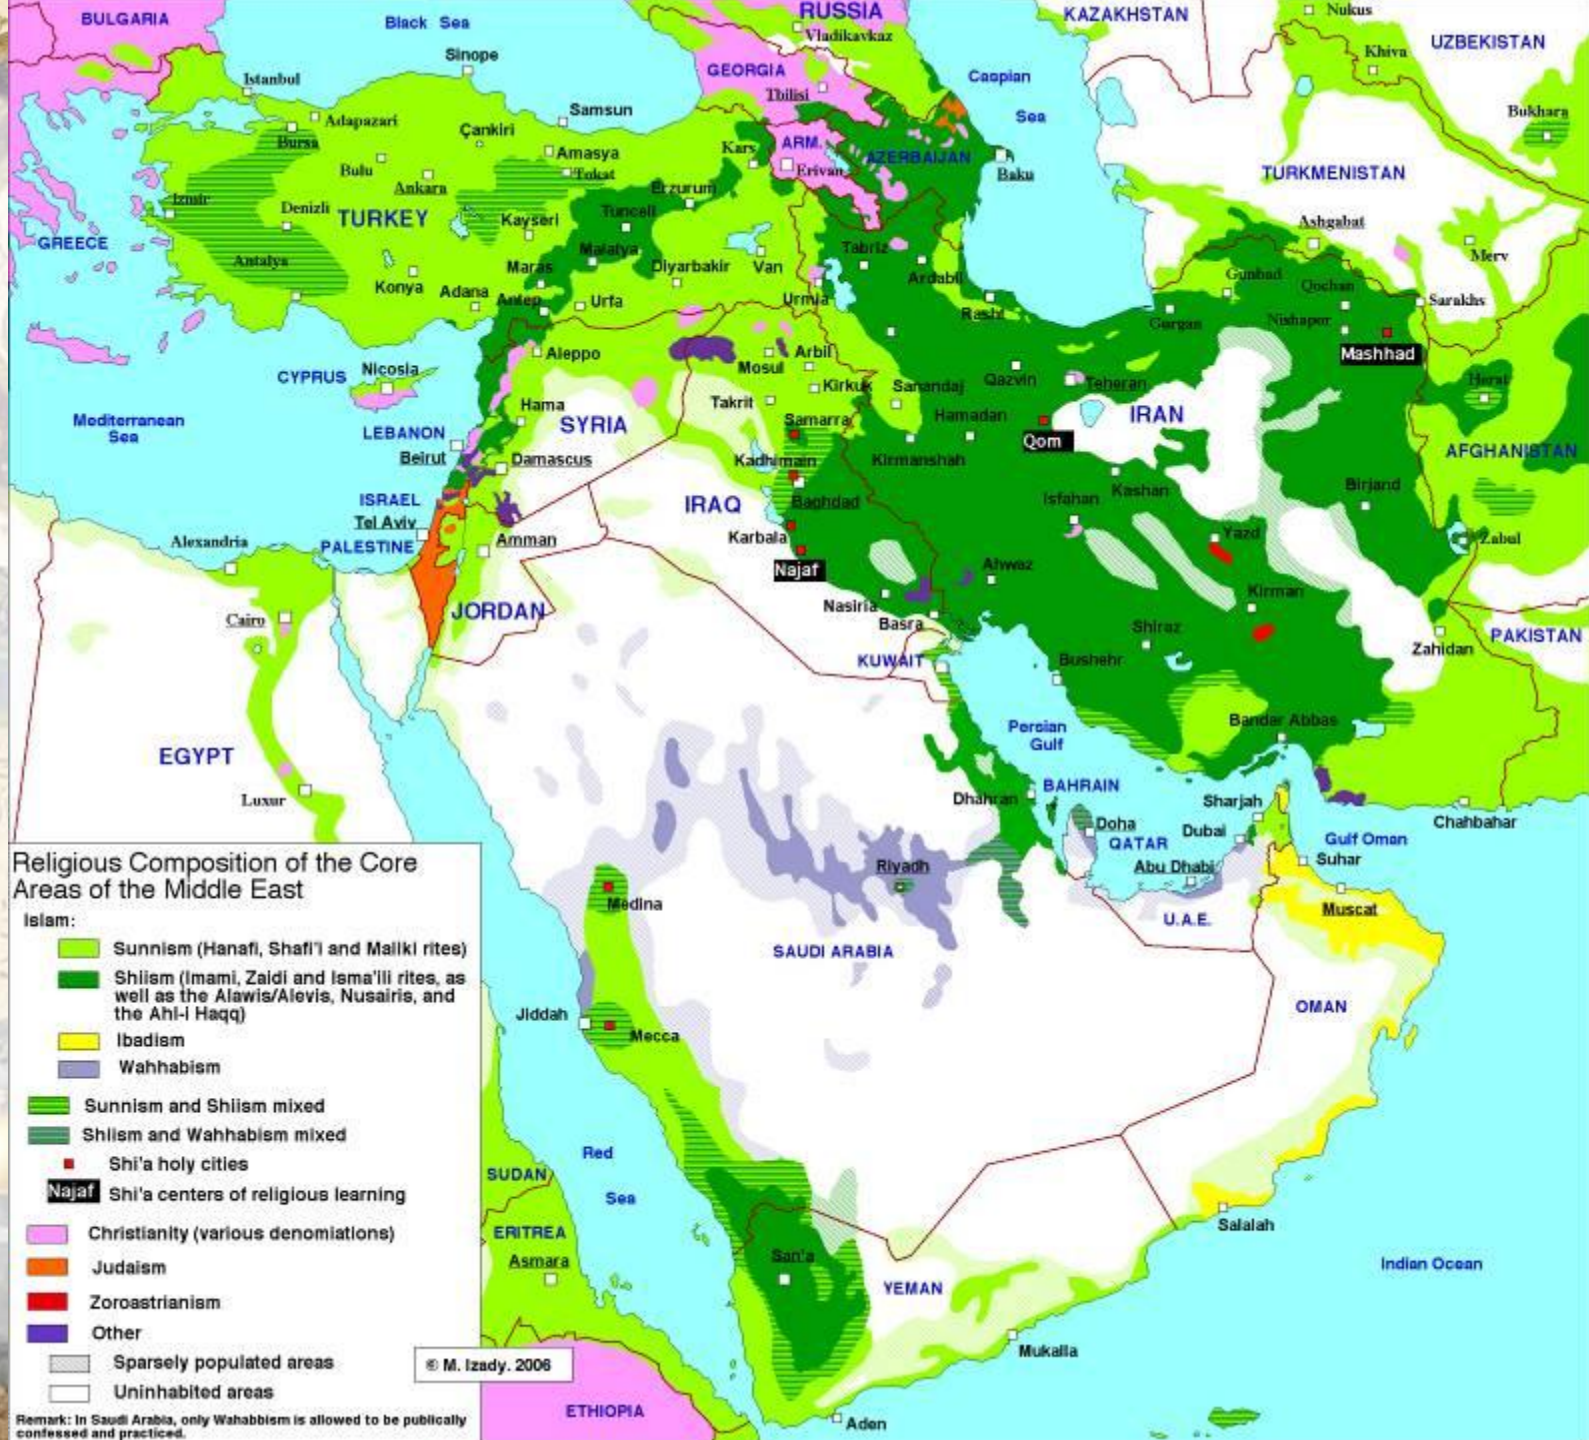 BULGARIA
Black Sea
RUSSIA
KAZAKHSTAN
Nukus
Vladikavkaz
UZBEKISTAN
Khiva
Sinope
Istanbul
GEORGIA
Caspian
Sea
Tbilisi
Samsun
Bukhara
Adapazari
Çankiri
Bursa
Amasya
Kars
ARM.
AZERBAIJAN
Bulu
Ankara
Tokat
Erivan
Baku
TURKMENISTAN
Izmir
Erzurum
Denizli
TURKEY
Kayseri
Tunceli
Ashgabat
GREECE
Malatya
Tabriz
Merv
Antalya
Maras
Diyarbakir
Van
Ardabil
Gunbad
Qochan
Konya
Adana
Antep
Urfa
Urmia
Rasht
Sarakhs
Gurgan
Nishapor
Mashhad
Aleppo
Mosul
Arbil
CYPRUS
Nicosia
Kirkuk
Sanandaj
Qazvin
Teheran
Herat
Takrit
Hama
Samarra
Hamadan
IRAN
Mediterranean
Sea
SYRIA
LEBANON
Beirut
Damascus
Kadhimain
Kirmanshah
Qom
AFGHANISTAN
ISRAEL
IRAQ
Baghdad
Isfahan
Kashan
Birjand
Tel Aviv
Alexandria
PALESTINE
Amman
Karbala
Najaf
Yazd
Zabul
Ahwaz
JORDAN
Nasiria
Basra
Kirman
Cairo
Shiraz
PAKISTAN
KUWAIT
Bushehr
Zahidan
EGYPT
Persian
Gulf
Bandar Abbas
Luxur
Dhahran
BAHRAIN
Sharjah
Chahbahar
Doha
QATAR
Dubai
Gulf Oman
Riyadh
Abu Dhabi
Suhar
Medina
U.A.E.
Muscat
SAUDI ARABIA
OMAN
Jiddah
Mecca
Red
Sea
SUDAN
ERITREA
Asmara
San'a
YEMAN
Salalah
Indian Ocean
Mukalla
ETHIOPIA
Aden
Religious Composition of the Core
Areas of the Middle East
Islam:
Sunnism (Hanafi, Shafi'i and Maliki rites)
Shiism (Imami, Zaidi and Isma'ili rites, as
well as the Alawis/Alevis, Nusairis, and
the Ahl-i Haqq)
Ibadism
Wahhabism
Sunnism and Shiism mixed
Shiism and Wahhabism mixed
Shi'a holy cities
Najaf Shi'a centers of religious learning
Christianity (various denomiations)
Judaism
Zoroastrianism
Other
Sparsely populated areas
Uninhabited areas
Remark: In Saudi Arabia, only Wahabbism is allowed to be publically
confessed and practiced.
© M. Izady. 2006